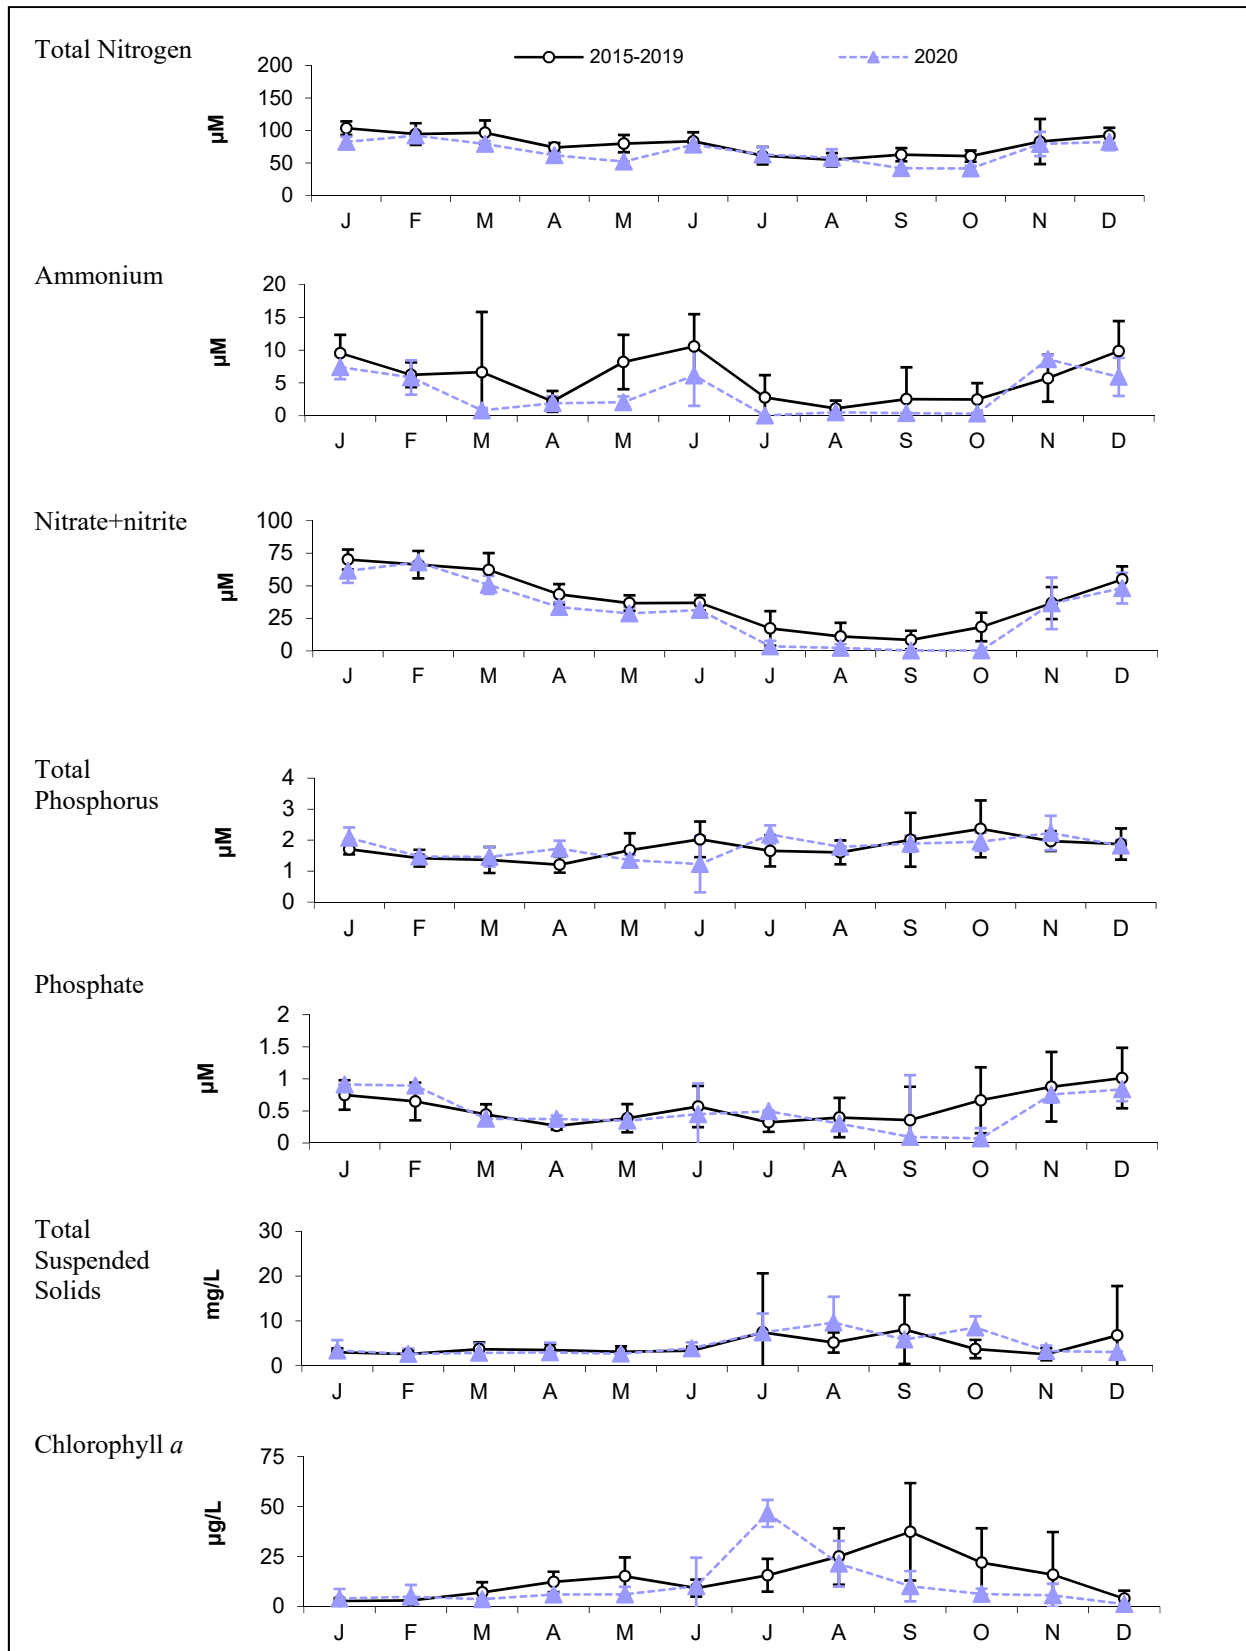 Total Nitrogen
2015-2019 2020
200
150
100
50
0
µM
J F M A M J J A S O N D
Ammonium
20
15
10
5
0
µM
J F M A M J J A S O N D
Nitrate+nitrite
100
75
50
25
0
µM
J F M A M J J A S O N D
Total
Phosphorus
4
3
2
1
0
µM
J F M A M J J A S O N D
Phosphate
2
1.5
1
0.5
0
µM
J F M A M J J A S O N D
Total
Suspended
Solids
30
20
10
0
mg/L
J F M A M J J A S O N D
Chlorophyll a
75
50
25
0
µg/L
J F M A M J J A S O N D